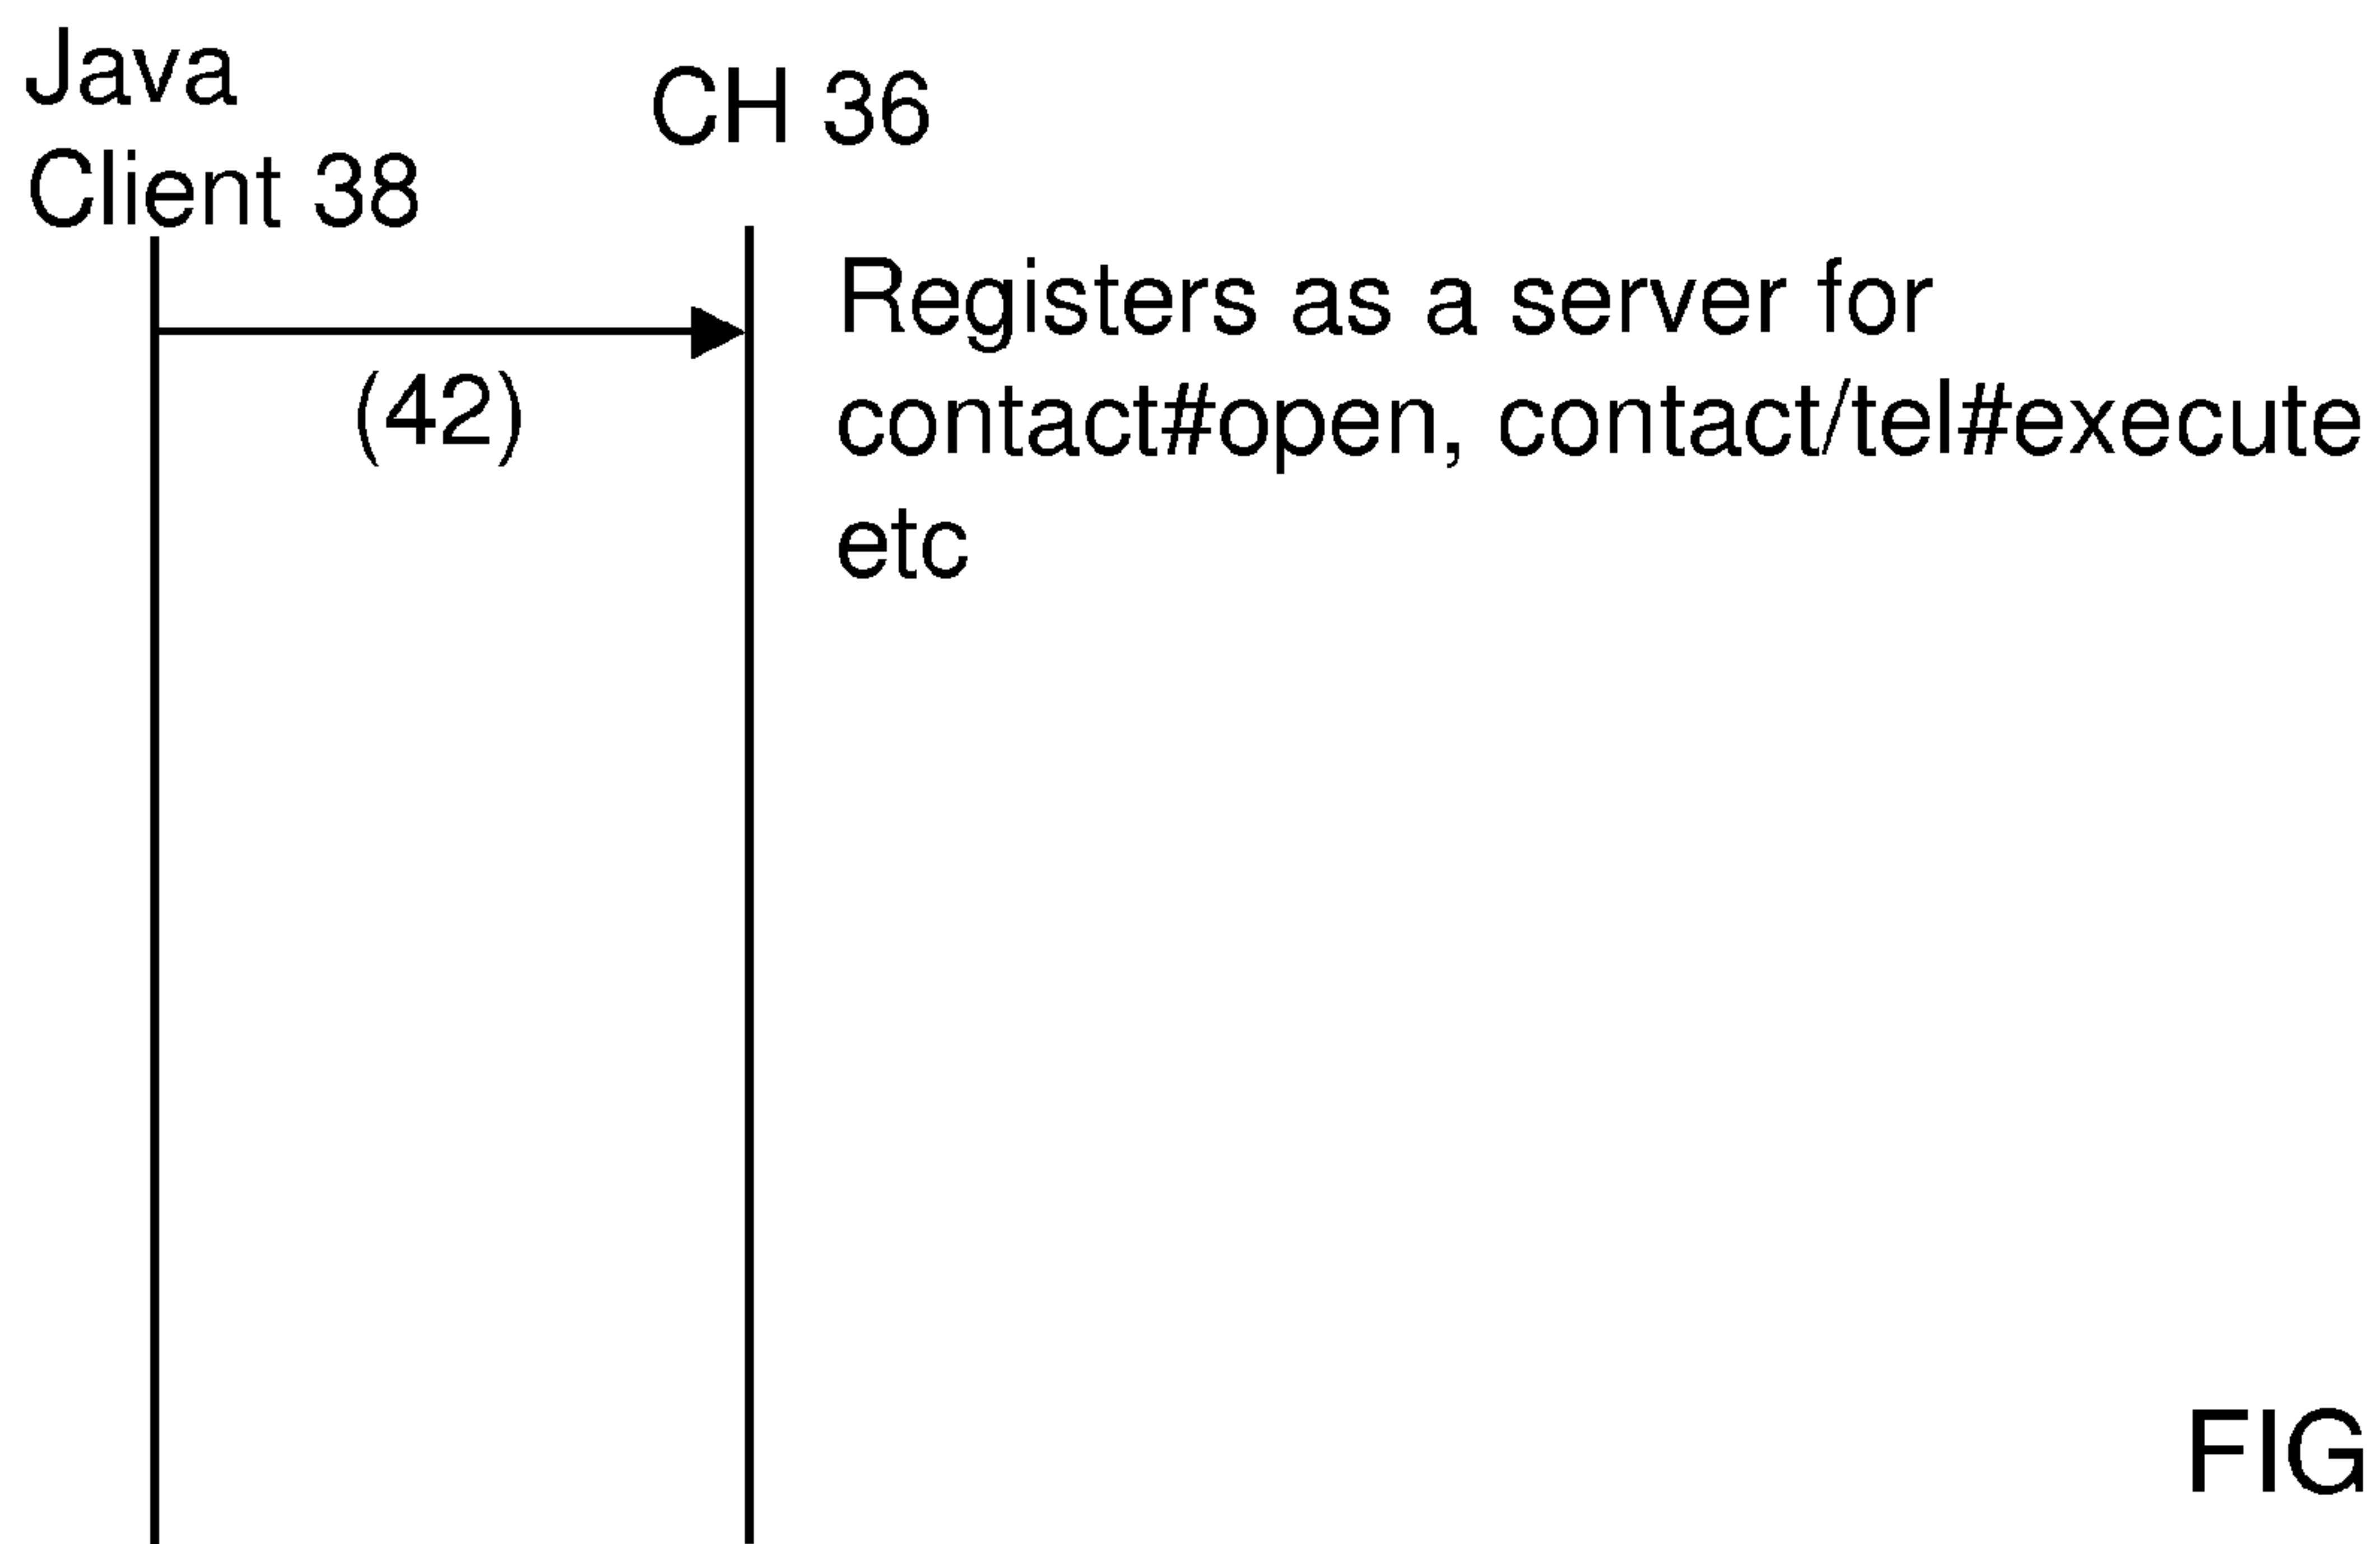 Java
Client 38
CH 36
Registers as a server for
(42)
contact#open, contact/tel#execute
etc
FIG